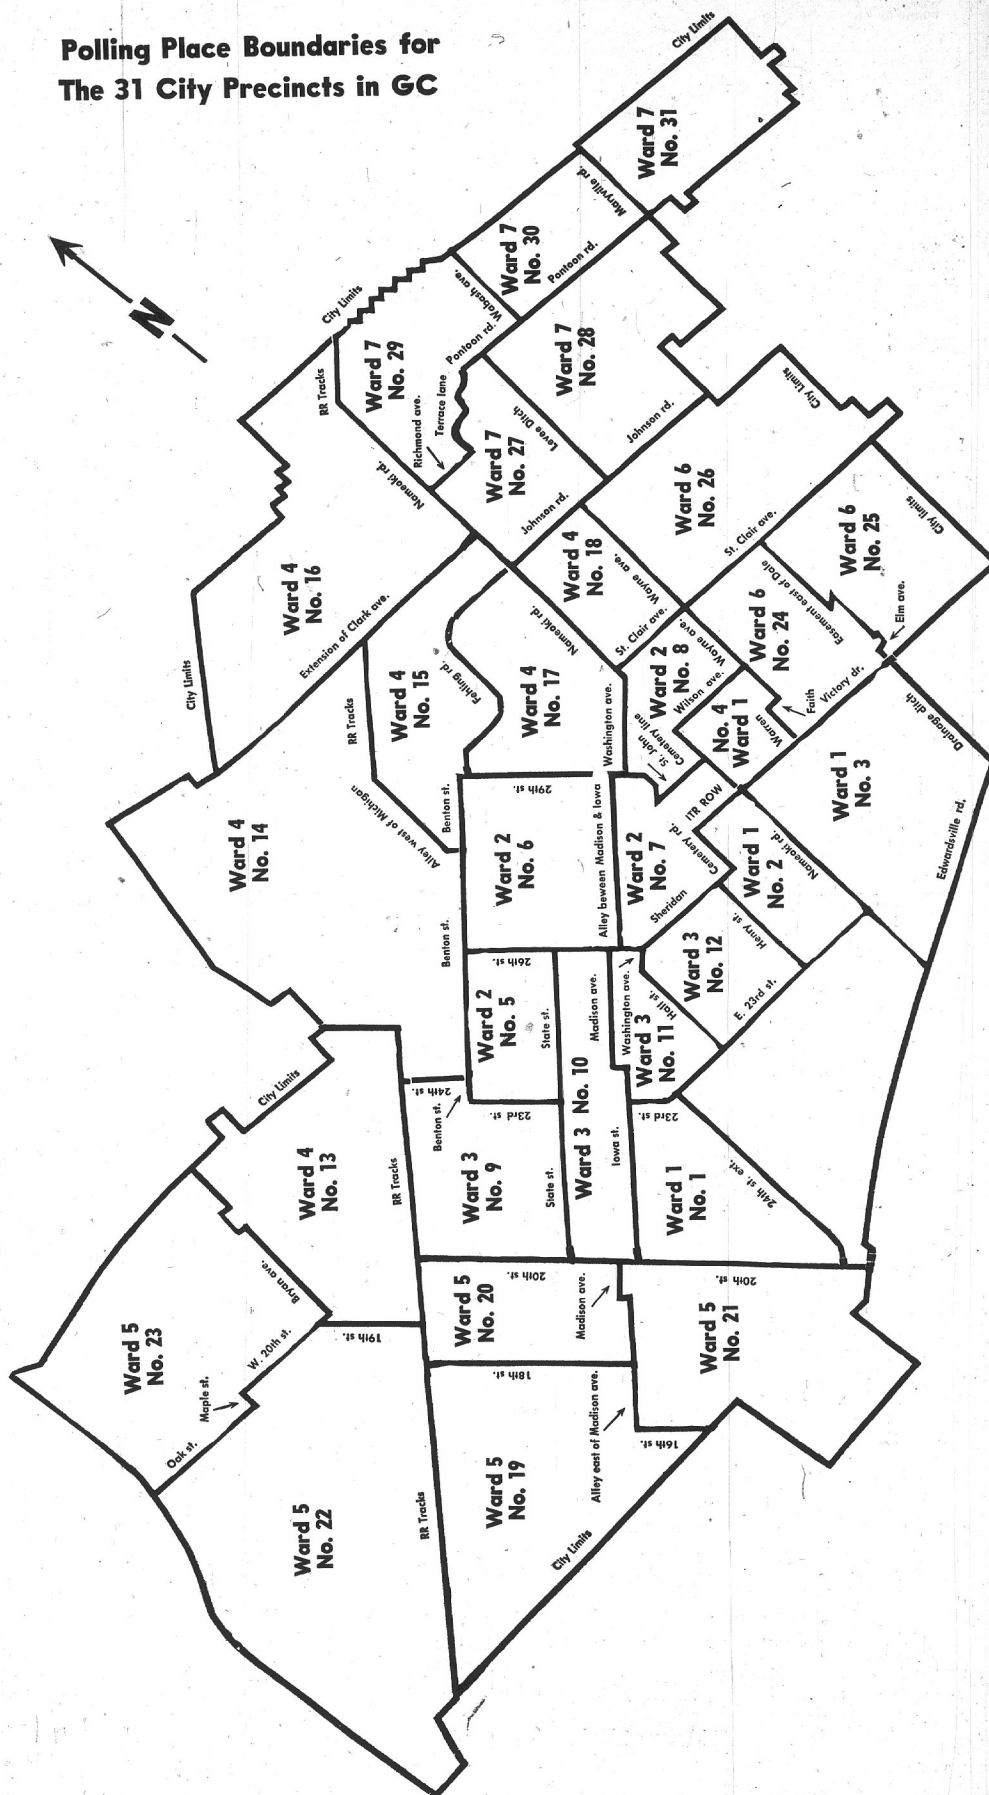 Polling Place Boundaries for
The 31 City Precincts in GC
City Limits
Ward 7
No. 31
Maryville rd.
N
Ward 7
No. 30
Pontoon rd.
Wabash ave.
City Limits
Pontoon rd.
Ward 7
No. 28
Ward 7
No. 29
RR Tracks
Terrace lane
Richmond ave.
Levee Ditch
Johnson rd.
City Limits
Ward 7
No. 27
Nameoki rd.
Johnson rd.
Ward 6
No. 26
St. Clair ave.
Ward 6
No. 25
City limits
Ward 4
No. 18
Wayne ave.
Ward 4
No. 16
Extension of Clark ave.
City Limits
Easement east of Dale
Elm ave.
Ward 6
No. 24
Nameoki rd.
St. Clair ave.
Wayne ave.
Ward 2
No. 8
Wilson ave.
Fehling rd.
Ward 4
No. 15
RR Tracks
Ward 4
No. 17
Washington ave.
St. John
Cemetery line
No. 4
Ward 1
Warren
Faith
Victory dr.
Drainage ditch
Ward 1
No. 3
29th st.
Benton st.
Alley west of Michigan
ITR ROW
Cemetery rd.
Ward 4
No. 14
Ward 2
No. 6
Alley beween Madison & Iowa
Ward 2
No. 7
Ward 1
No. 2
Nameoki rd.
Edwardsville rd.
Sheridan
Henry st.
Benton st.
26th st.
Ward 3
No. 12
E. 23rd st.
Ward 2
No. 5
State st.
Madison ave.
Washington ave.
Hall st.
Ward 3
No. 11
City Limits
24th st.
Benton st.
23rd st.
Ward 3 No. 10
23rd st.
Ward 4
No. 13
RR Tracks
Ward 3
No. 9
State st.
Iowa st.
Ward 1
No. 1
24th st. ext.
Bryan ave.
20th st.
20th st.
Ward 5
No. 20
Madison ave.
Ward 5
No. 21
Ward 5
No. 23
19th st.
W. 20th st.
Maple st.
18th st.
Alley east of Madison ave.
Oak st.
16th st.
Ward 5
No. 22
RR Tracks
Ward 5
No. 19
City Limits